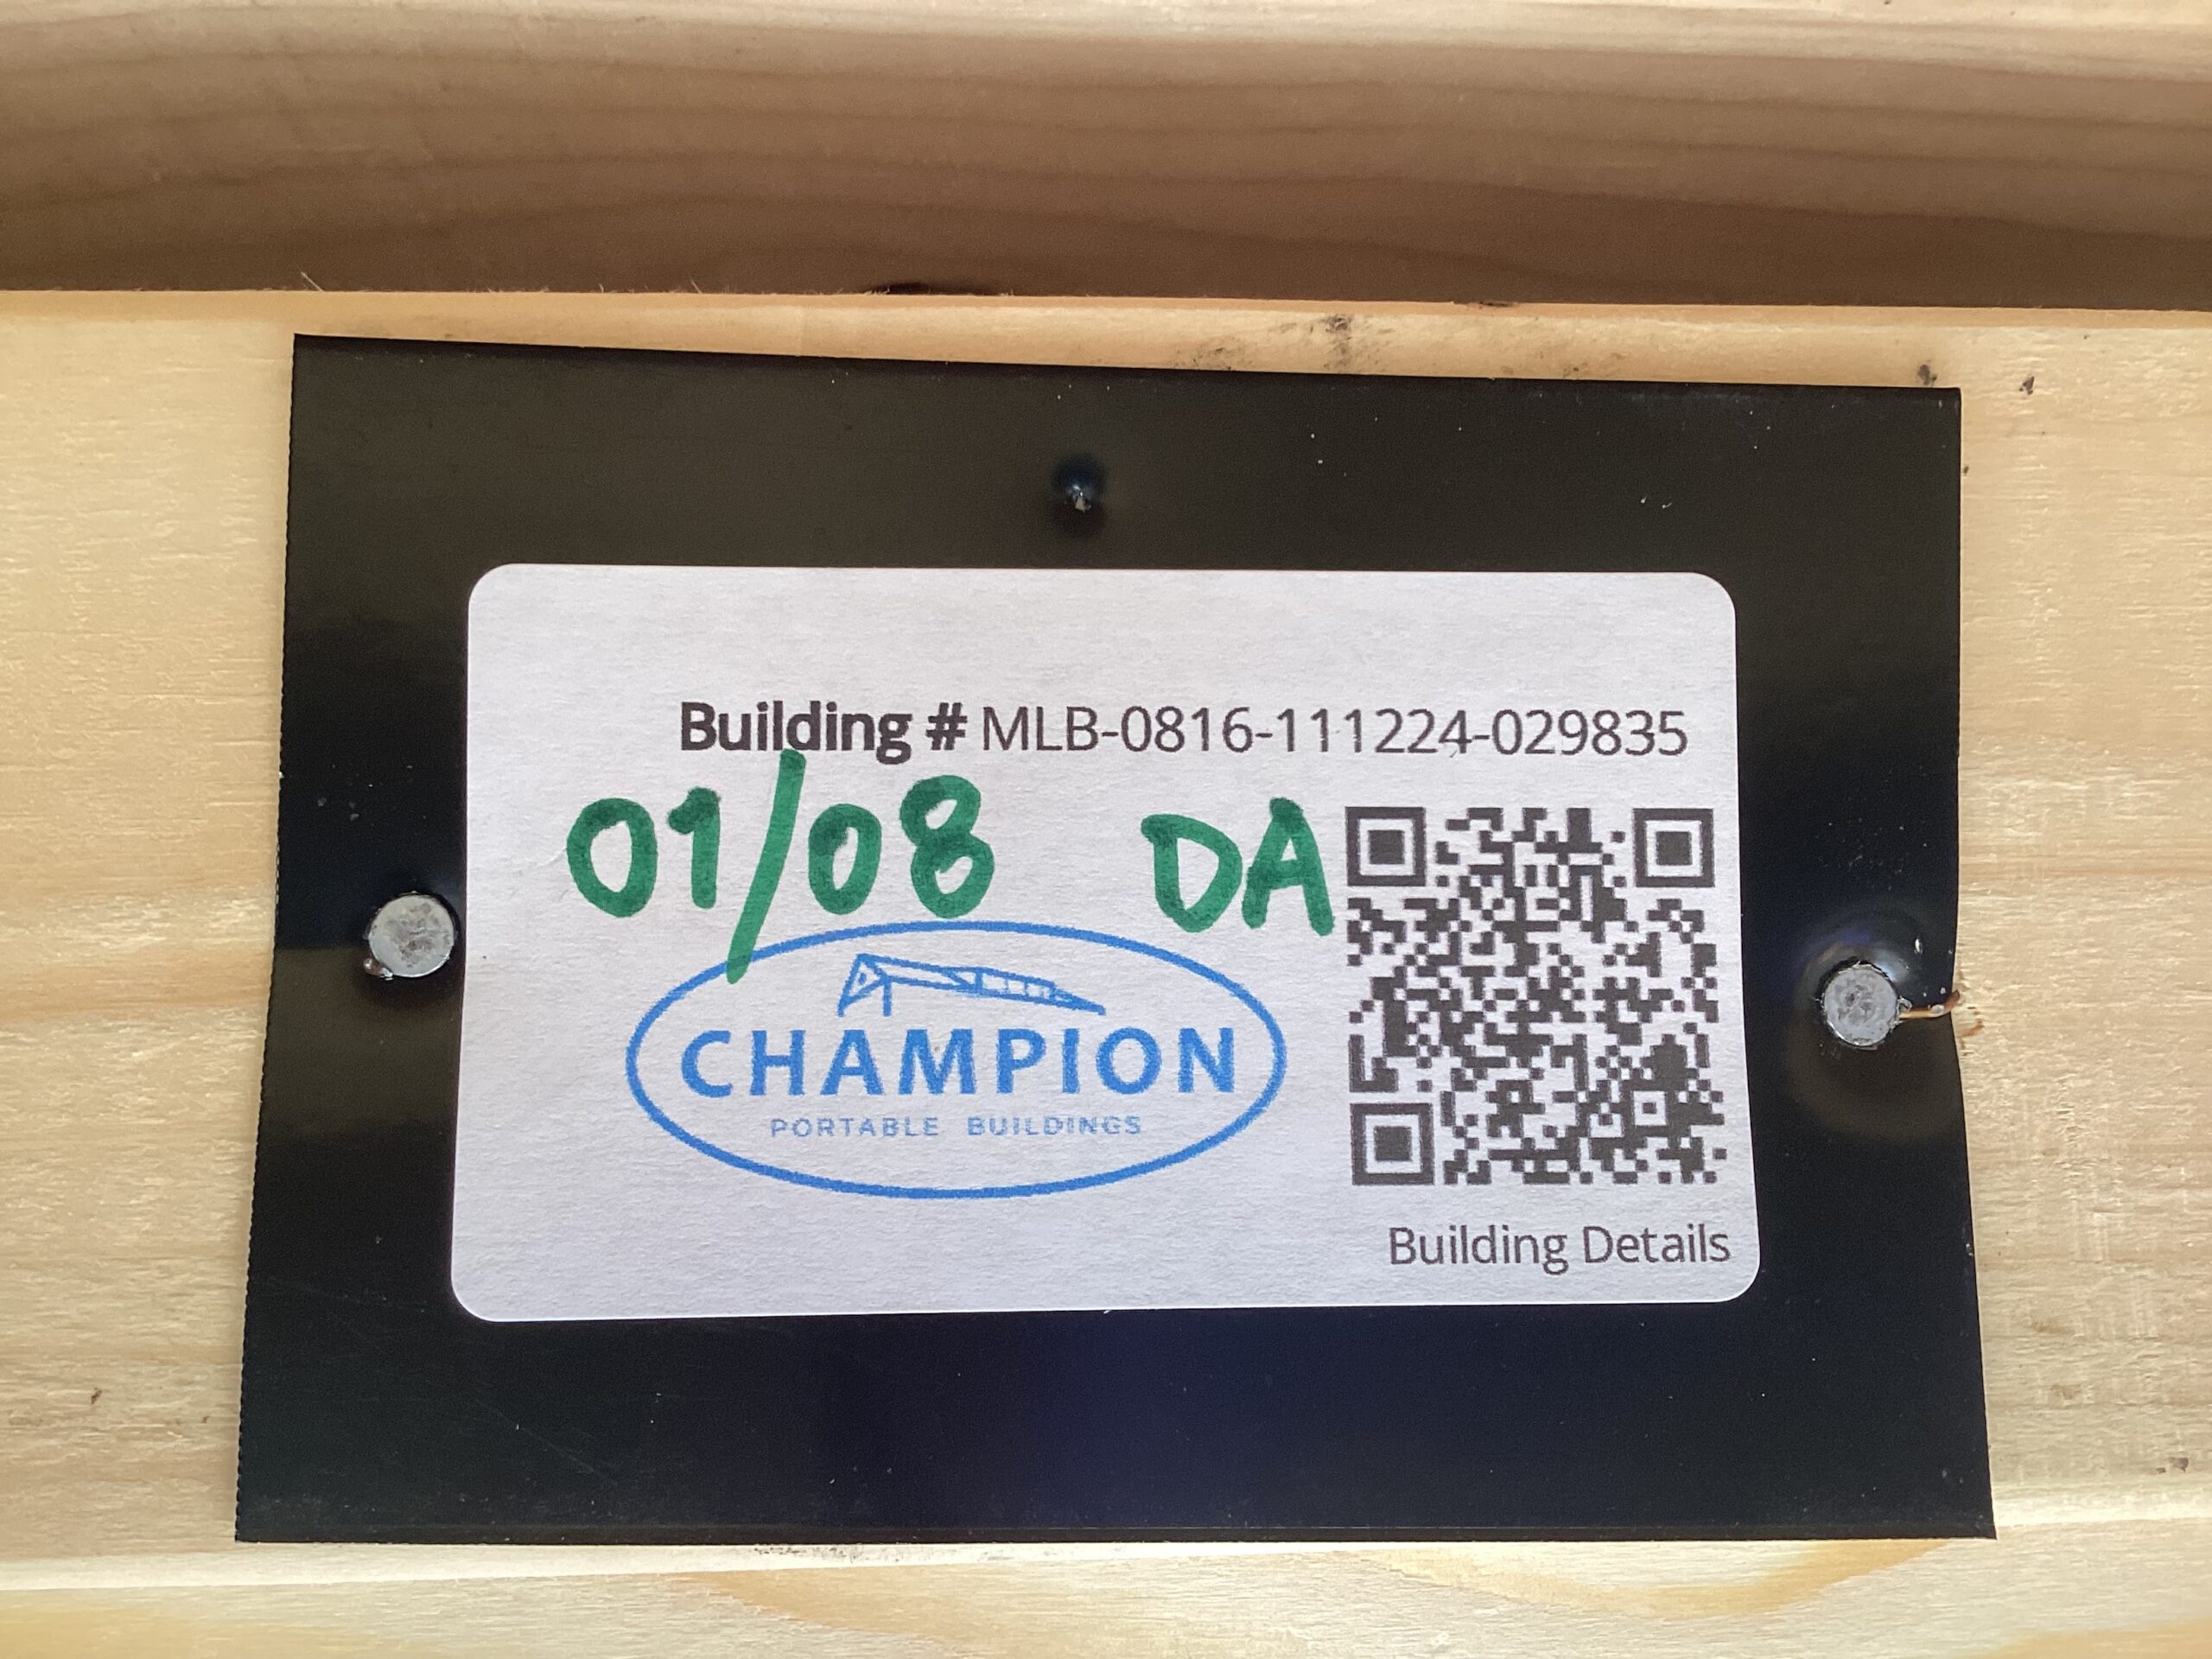 Building # MLB-0816-111224-029835
01/08 DA
CHAMPION
PORTABLE BUILDINGS
Building Details